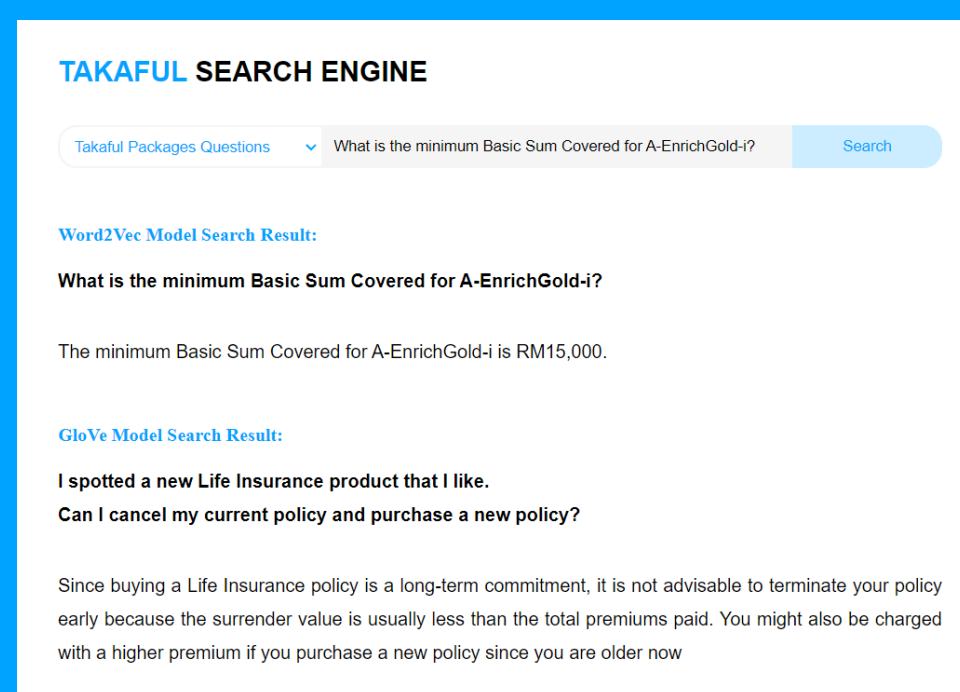 TAKAFUL SEARCH ENGINE
Takaful Packages Questions What is the minimum Basic Sum Covered for A-EnrichGold-i? Search
Word2Vec Model Search Result:
What is the minimum Basic Sum Covered for A-EnrichGold-i?
The minimum Basic Sum Covered for A-EnrichGold-i is RM15,000.
GloVe Model Search Result:
I spotted a new Life Insurance product that I like.
Can I cancel my current policy and purchase a new policy?
Since buying a Life Insurance policy is a long-term commitment, it is not advisable to terminate your policy
early because the surrender value is usually less than the total premiums paid. You might also be charged
with a higher premium if you purchase a new policy since you are older now